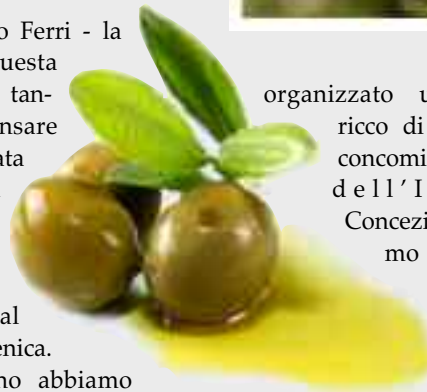 o Ferri - la
uesta
tan-
nsare
ata
al
enica.
no abbiamo
organizzato u
ricco di
concomi
dell'I
Concezi
mo